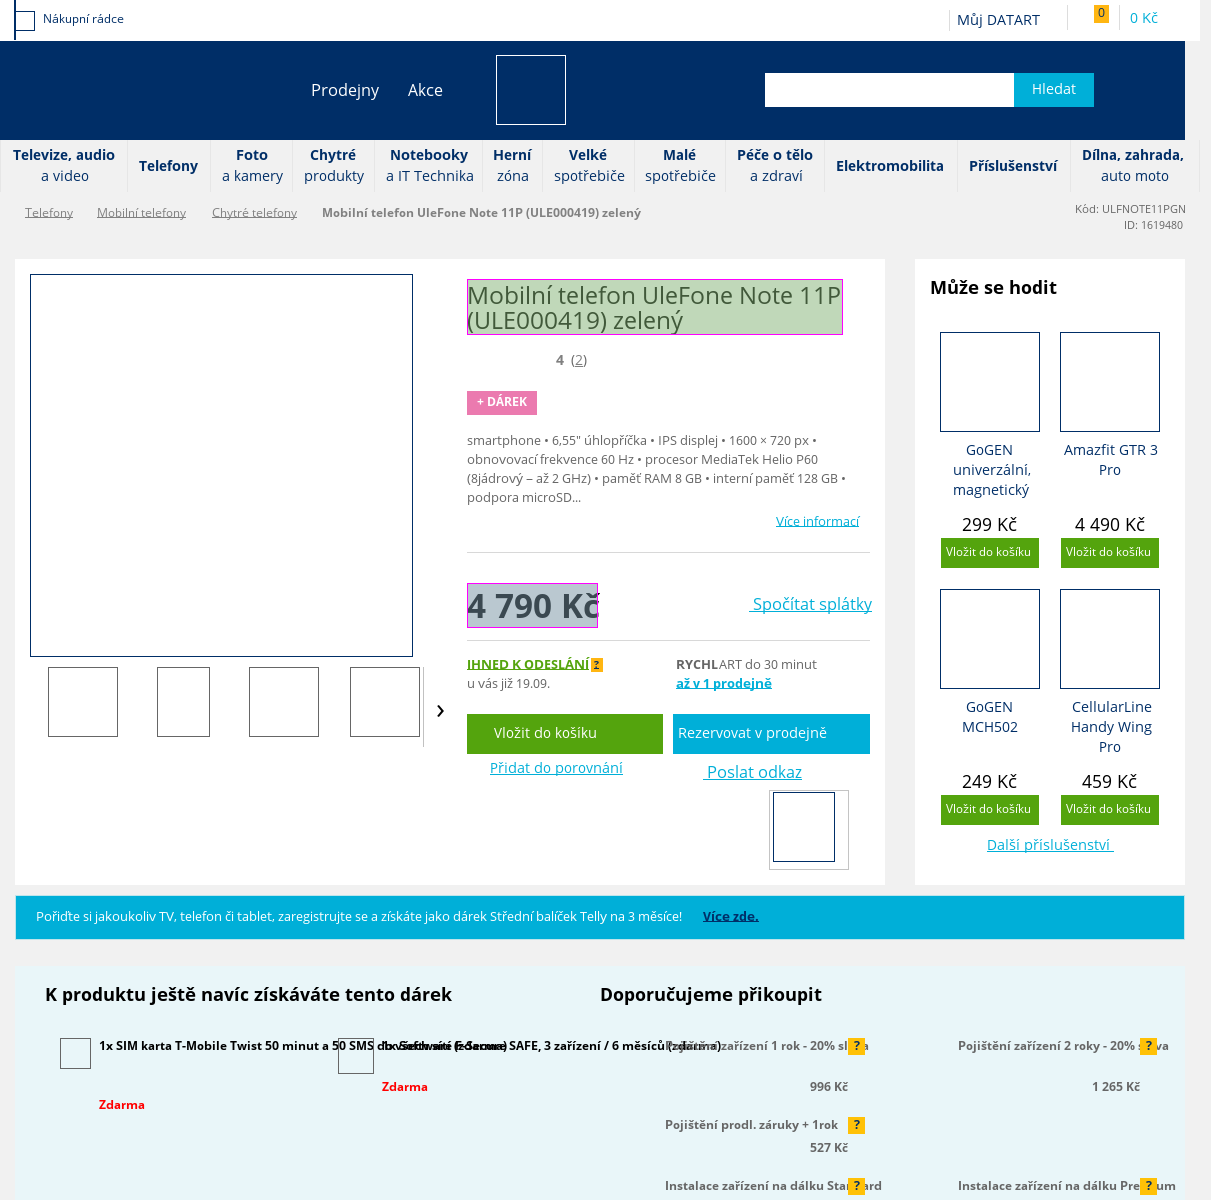 Nákupní rádce
Můj DATART
0
0 Kč
Prodejny
Akce
Hledat
Televize, audio
a video
Telefony
Foto
a kamery
Chytré
produkty
Notebooky
a IT Technika
Herní
zóna
Velké
spotřebiče
Malé
spotřebiče
Péče o tělo
a zdraví
Elektromobilita
Příslušenství
Dílna, zahrada,
auto moto
Telefony
Mobilní telefony
Chytré telefony
Mobilní telefon UleFone Note 11P (ULE000419) zelený
Kód: ULFNOTE11PGN
ID: 1619480
Mobilní telefon UleFone Note 11P
(ULE000419) zelený
4 (2)
+ DÁREK
smartphone • 6,55" úhlopříčka • IPS displej • 1600 × 720 px •
obnovovací frekvence 60 Hz • procesor MediaTek Helio P60
(8jádrový – až 2 GHz) • paměť RAM 8 GB • interní paměť 128 GB •
podpora microSD...
Více informací
4 790 Kč
Spočítat splátky
IHNED K ODESLÁNÍ ?
u vás již 19.09.
RYCHLART do 30 minut
až v 1 prodejně
Vložit do košíku
Rezervovat v prodejně
Přidat do porovnání
Poslat odkaz
Může se hodit
GoGEN
univerzální,
magnetický
299 Kč
Vložit do košíku
Amazfit GTR 3
Pro
4 490 Kč
Vložit do košíku
GoGEN
MCH502
249 Kč
Vložit do košíku
CellularLine
Handy Wing
Pro
459 Kč
Vložit do košíku
Další příslušenství
Pořiďte si jakoukoliv TV, telefon či tablet, zaregistrujte se a získáte jako dárek Střední balíček Telly na 3 měsíce!
Více zde.
K produktu ještě navíc získáváte tento dárek
1x SIM karta T-Mobile Twist 50 minut a 50 SMS do všech sítí (zdarma)
Zdarma
1x Software F-Secure SAFE, 3 zařízení / 6 měsíců (zdarma)
Zdarma
Doporučujeme přikoupit
Pojištění zařízení 1 rok - 20% sleva
?
996 Kč
Pojištění zařízení 2 roky - 20% sleva
?
1 265 Kč
Pojištění prodl. záruky + 1rok
?
527 Kč
Instalace zařízení na dálku Standard
?
Instalace zařízení na dálku Premium
?